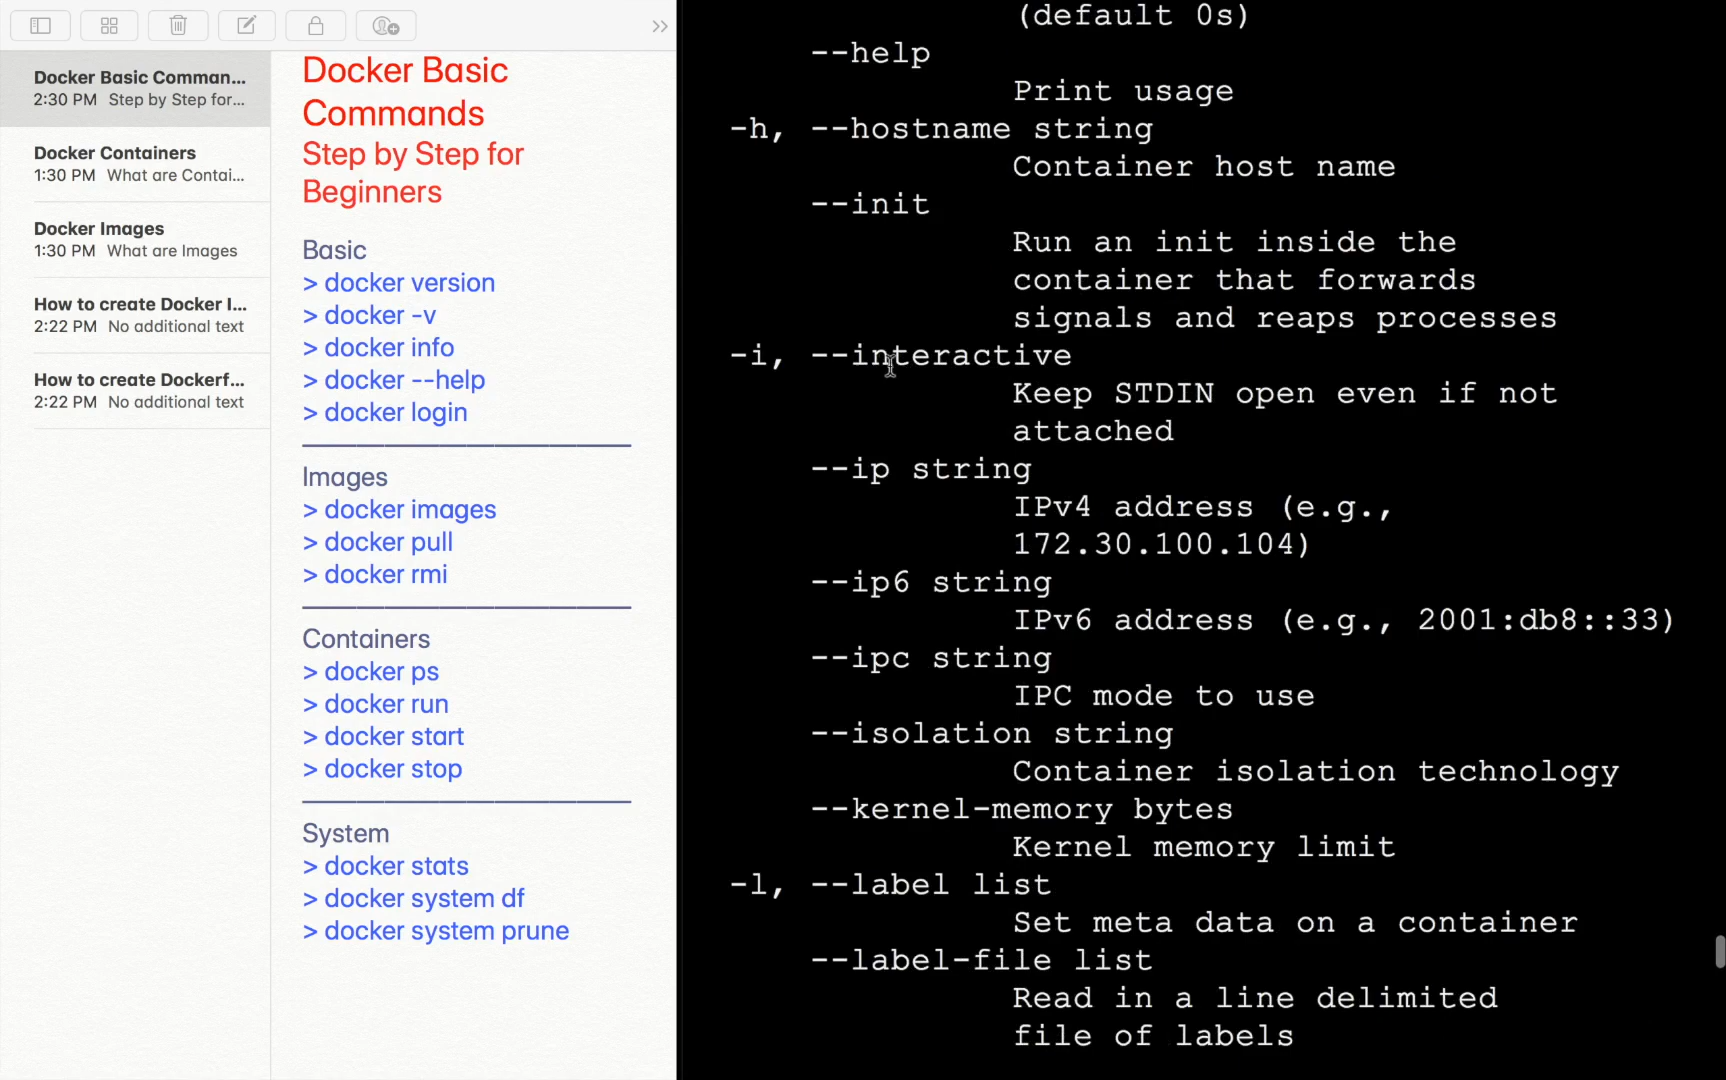 Docker Basic Comman...
2:30 PM Step by Step for...
Docker Containers
1:30 PM What are Contai...
Docker Images
1:30 PM What are Images
How to create Docker I...
2:22 PM No additional text
How to create Dockerf...
2:22 PM No additional text
Docker Basic
Commands
Step by Step for
Beginners
Basic
> docker version
> docker -v
> docker info
> docker --help
> docker login
Images
> docker images
> docker pull
> docker rmi
Containers
> docker ps
> docker run
> docker start
> docker stop
System
> docker stats
> docker system df
> docker system prune
(default 0s)
--help
Print usage
-h, --hostname string
Container host name
--init
Run an init inside the
container that forwards
signals and reaps processes
-i, --interactive
Keep STDIN open even if not
attached
--ip string
IPv4 address (e.g.,
172.30.100.104)
--ip6 string
IPv6 address (e.g., 2001:db8::33)
--ipc string
IPC mode to use
--isolation string
Container isolation technology
--kernel-memory bytes
Kernel memory limit
-l, --label list
Set meta data on a container
--label-file list
Read in a line delimited
file of labels